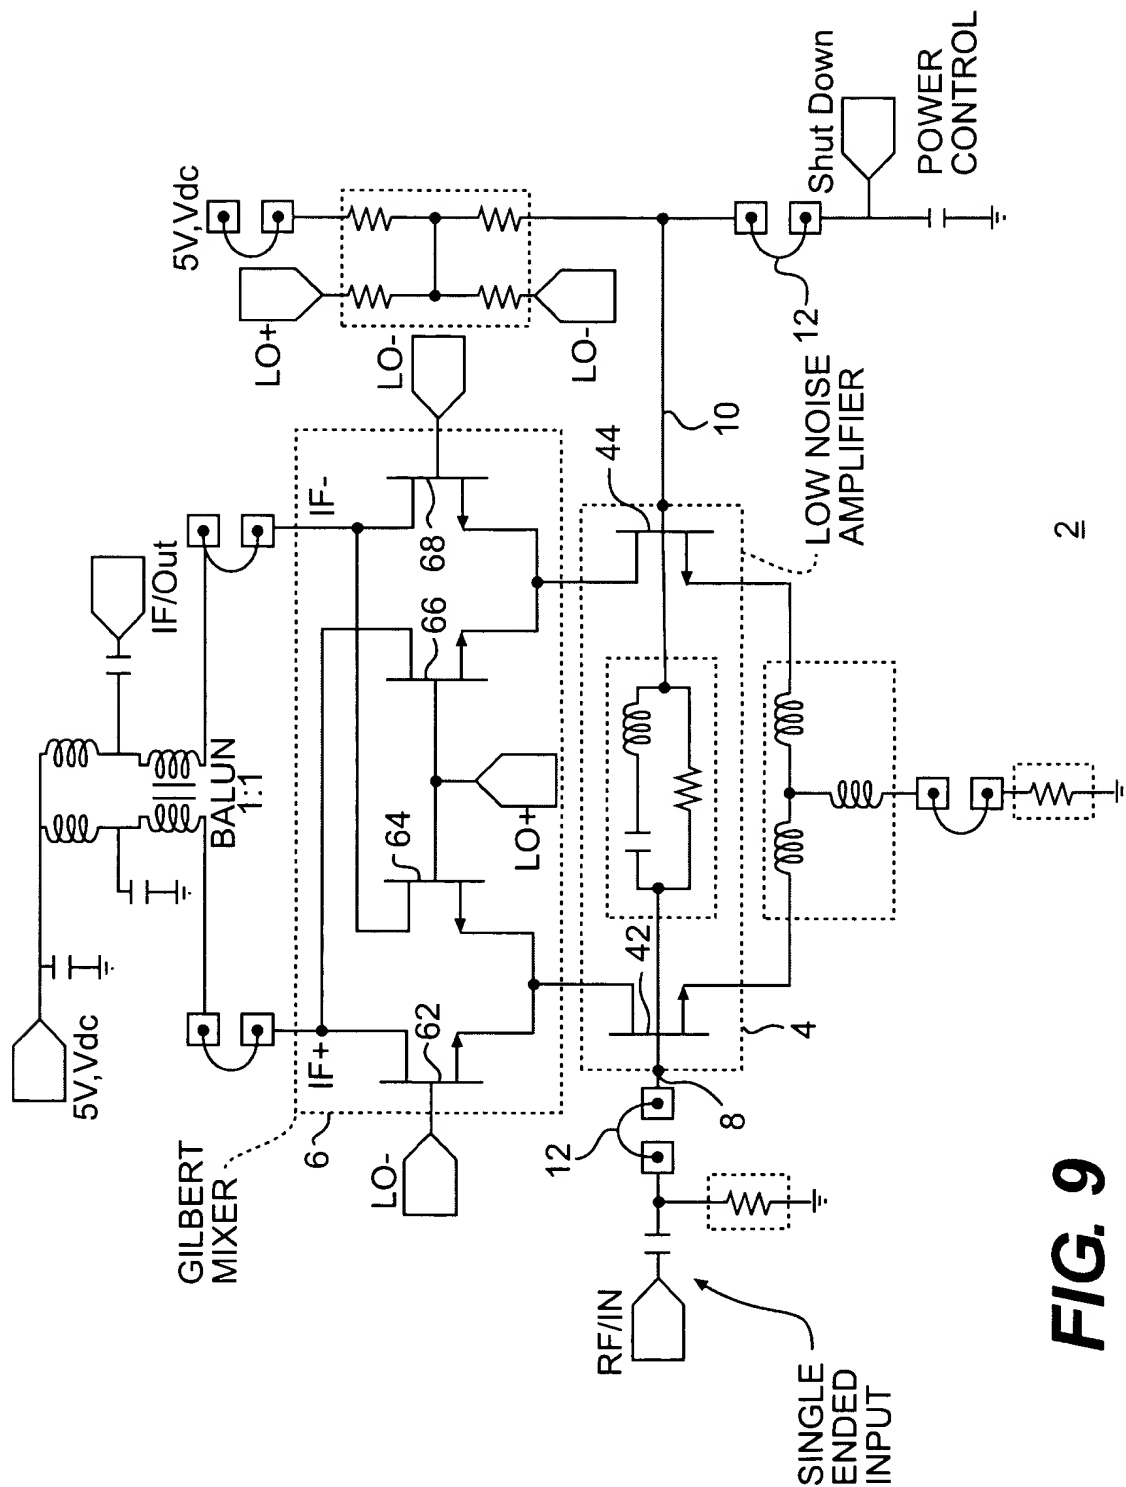 5V,Vdc
IF/Out
BALUN
1:1
5V,Vdc
LO+
LO-
LO-
GILBERT
MIXER
6
IF+
IF-
62
64
66
68
LO-
LO+
LOW NOISE
AMPLIFIER
42
44
4
8
10
12
12
RF/IN
SINGLE
ENDED
INPUT
Shut Down
POWER
CONTROL
2
FIG. 9